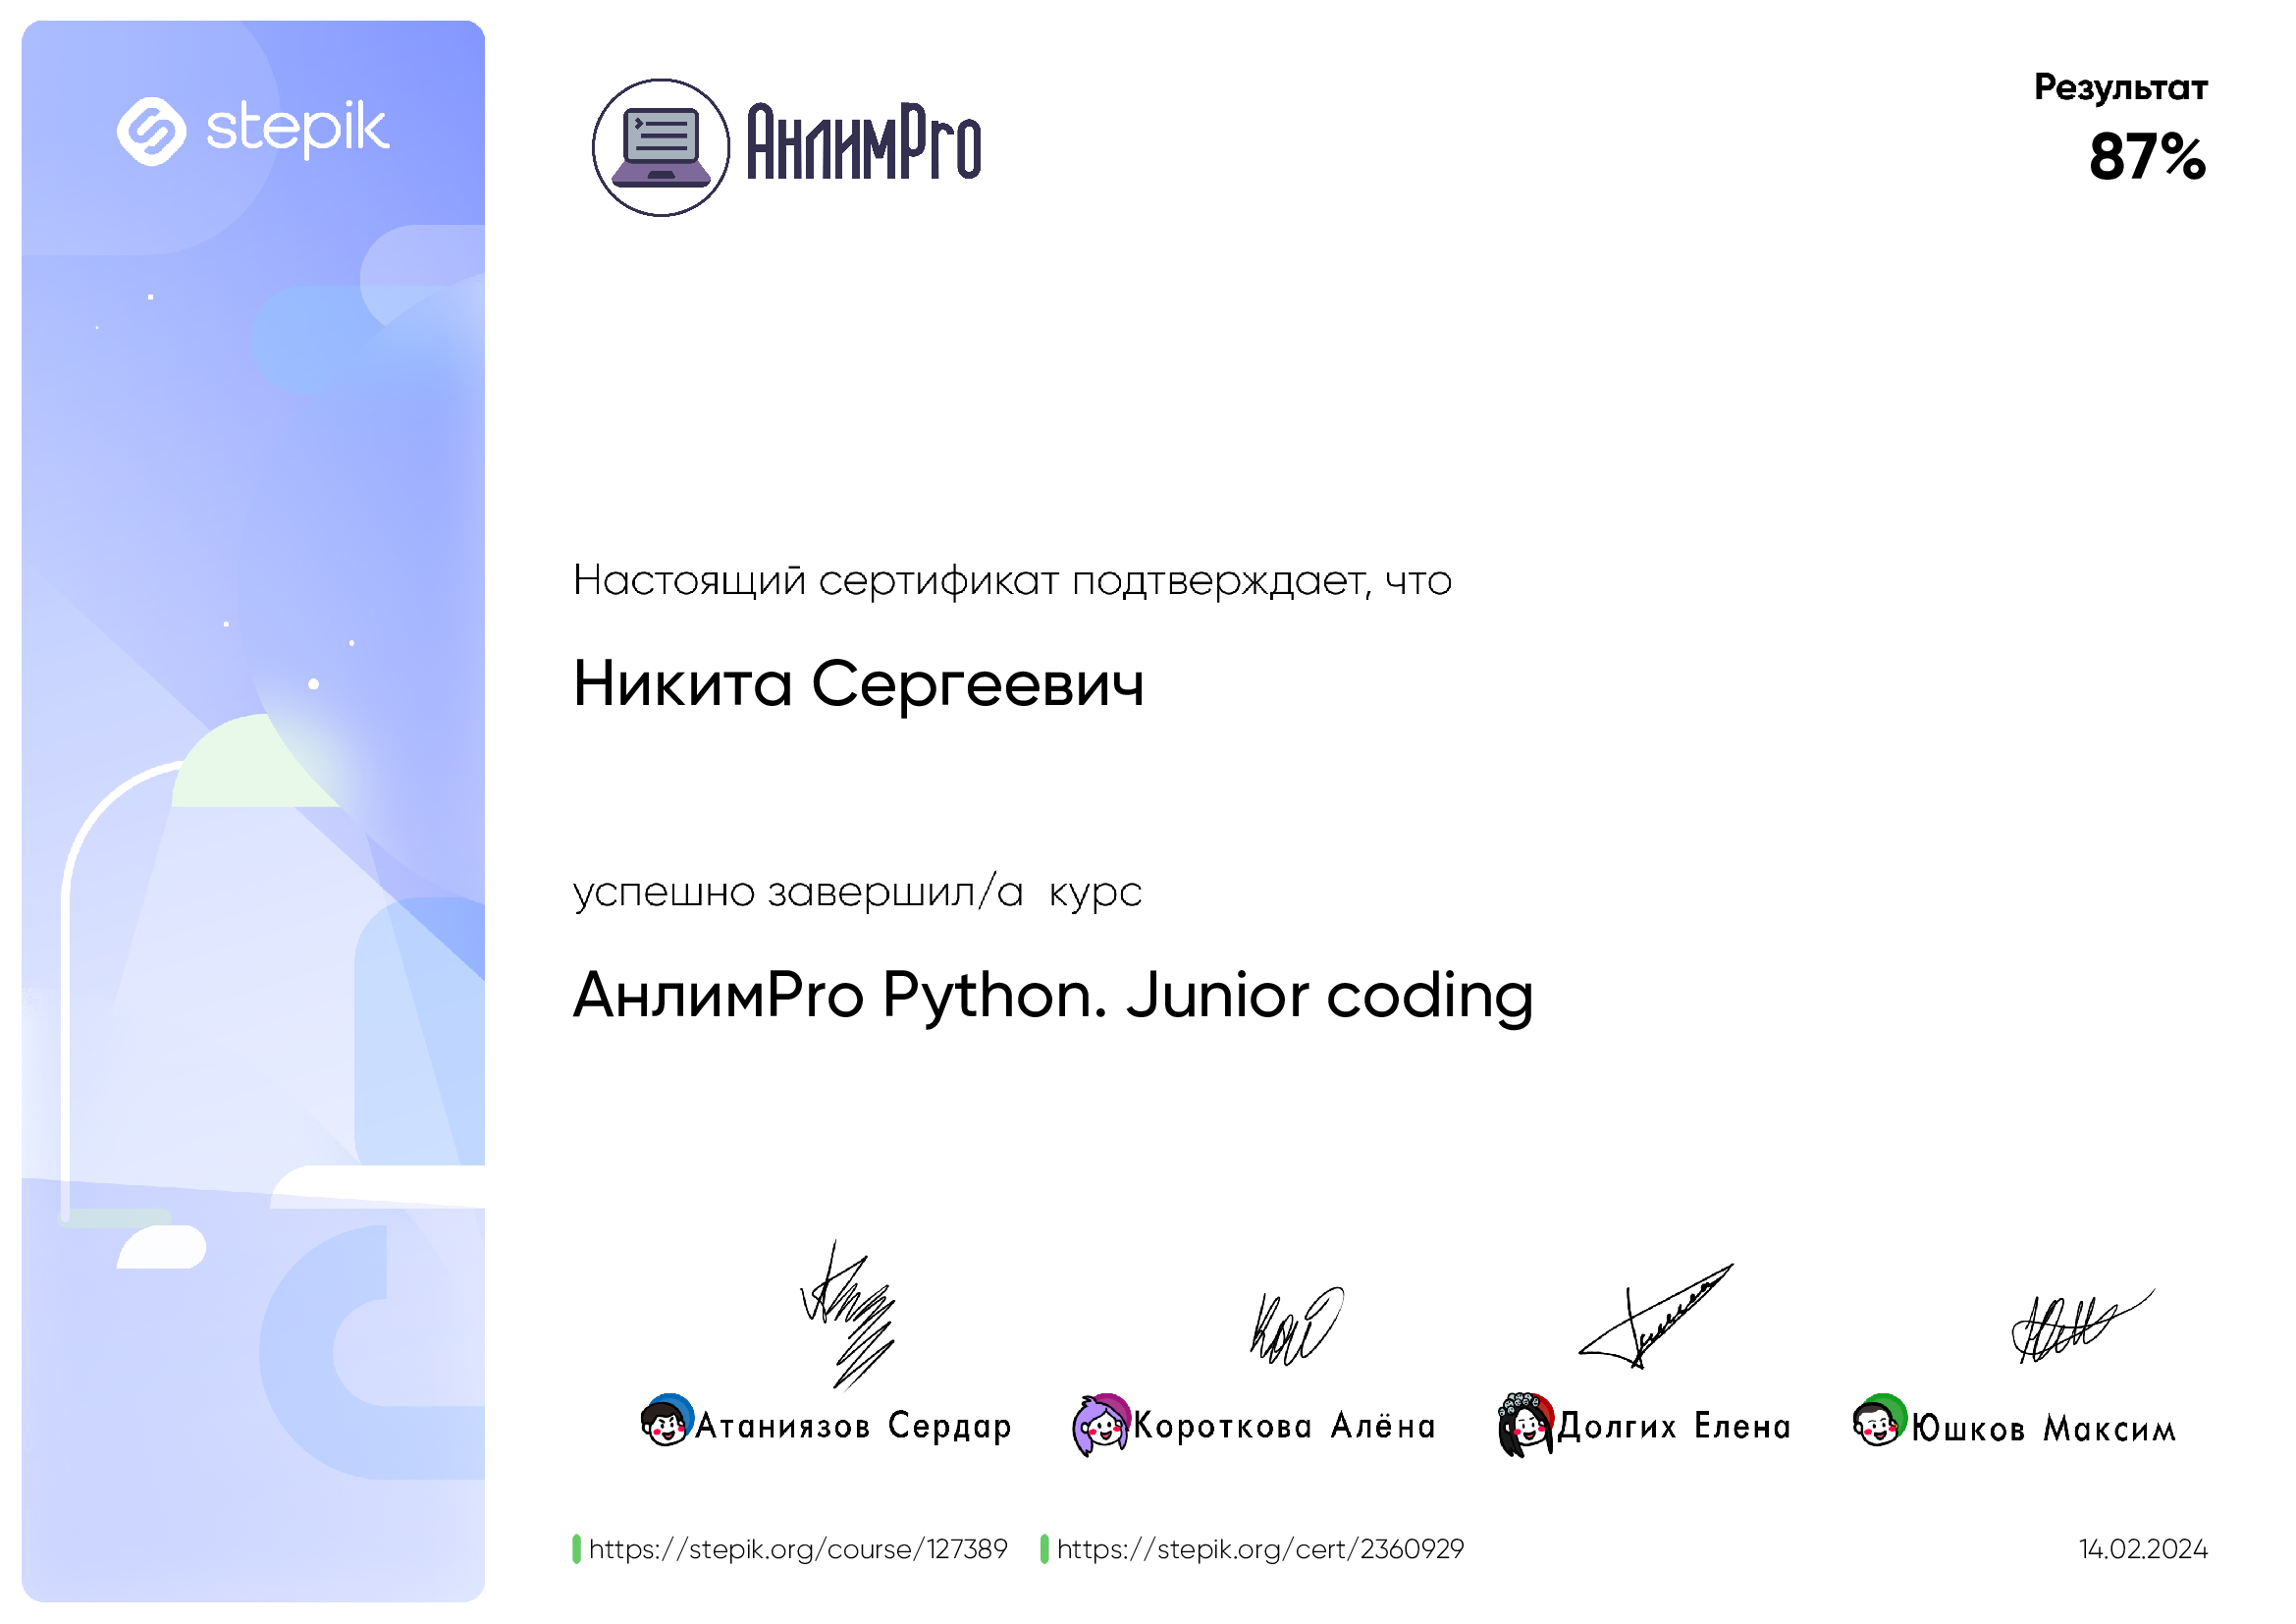 stepik
АнлимPro
Результат
87%
Настоящий сертификат подтверждает, что
Никита Сергеевич
успешно завершил/а курс
АнлимPro Python. Junior coding
Атаниязов Сердар
Короткова Алёна
Долгих Елена
Юшков Максим
https://stepik.org/course/127389
https://stepik.org/cert/2360929
14.02.2024